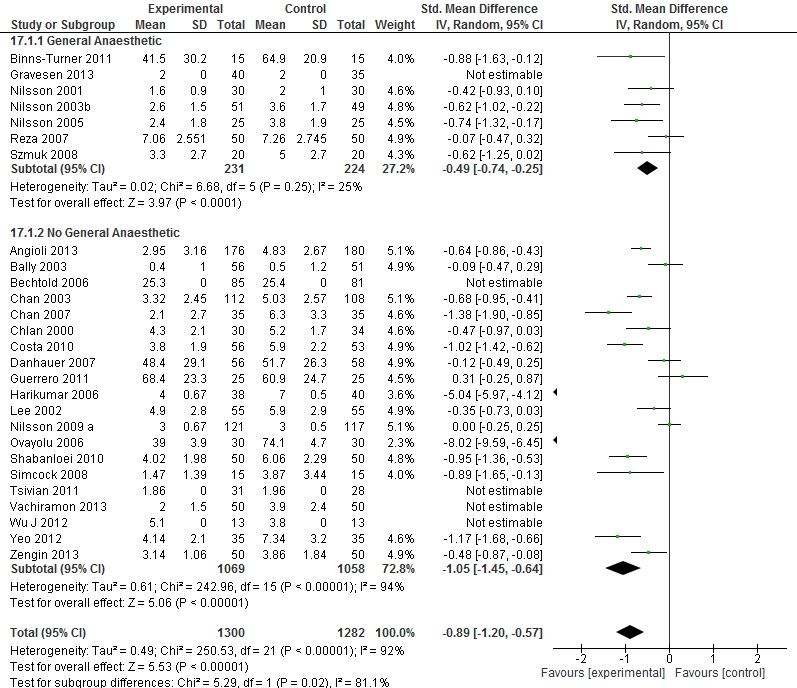 Experimental Control Std. Mean Difference Std. Mean Difference
Study or Subgroup Mean SD Total Mean SD Total Weight IV, Random, 95% CI IV, Random, 95% CI
17.1.1 General Anaesthetic
Binns-Turner 2011 41.5 30.2 15 64.9 20.9 15 4.0% -0.88 [-1.63, -0.12]
Gravesen 2013 2 0 40 2 0 35 Not estimable
Nilsson 2001 1.6 0.9 30 2 1 30 4.6% -0.42 [-0.93, 0.10]
Nilsson 2003b 2.6 1.5 51 3.6 1.7 49 4.8% -0.62 [-1.02, -0.22]
Nilsson 2005 2.4 1.8 25 3.8 1.9 25 4.5% -0.74 [-1.32, -0.17]
Reza 2007 7.06 2.551 50 7.26 2.745 50 4.9% -0.07 [-0.47, 0.32]
Szmuk 2008 3.3 2.7 20 5 2.7 20 4.3% -0.62 [-1.25, 0.02]
Subtotal (95% CI) 231 224 27.2% -0.49 [-0.74, -0.25]
Heterogeneity: Tau² = 0.02; Chi² = 6.68, df = 5 (P = 0.25); I² = 25%
Test for overall effect: Z = 3.97 (P < 0.0001)
17.1.2 No General Anaesthetic
Angioli 2013 2.95 3.16 176 4.83 2.67 180 5.1% -0.64 [-0.86, -0.43]
Bally 2003 0.4 1 56 0.5 1.2 51 4.9% -0.09 [-0.47, 0.29]
Bechtold 2006 25.3 0 85 25.4 0 81 Not estimable
Chan 2003 3.32 2.45 112 5.03 2.57 108 5.1% -0.68 [-0.95, -0.41]
Chan 2007 2.1 2.7 35 6.3 3.3 35 4.6% -1.38 [-1.90, -0.85]
Chlan 2000 4.3 2.1 30 5.2 1.7 34 4.6% -0.47 [-0.97, 0.03]
Costa 2010 3.8 1.9 56 5.9 2.2 53 4.8% -1.02 [-1.42, -0.62]
Danhauer 2007 48.4 29.1 56 51.7 26.3 58 4.9% -0.12 [-0.49, 0.25]
Guerrero 2011 68.4 23.3 25 60.9 24.7 25 4.5% 0.31 [-0.25, 0.87]
Harikumar 2006 4 0.67 38 7 0.5 40 3.6% -5.04 [-5.97, -4.12]
Lee 2002 4.9 2.8 55 5.9 2.9 55 4.9% -0.35 [-0.73, 0.03]
Nilsson 2009 a 3 0.67 121 3 0.5 117 5.1% 0.00 [-0.25, 0.25]
Ovayolu 2006 39 3.9 30 74.1 4.7 30 2.3% -8.02 [-9.59, -6.45]
Shabanloei 2010 4.02 1.98 50 6.06 2.29 50 4.8% -0.95 [-1.36, -0.53]
Simcock 2008 1.47 1.39 15 3.87 3.44 15 4.0% -0.89 [-1.65, -0.13]
Tsivian 2011 1.86 0 31 1.96 0 28 Not estimable
Vachiramon 2013 2 1.5 50 3.9 2.4 50 Not estimable
Wu J 2012 5.1 0 13 3.8 0 13 Not estimable
Yeo 2012 4.14 2.1 35 7.34 3.2 35 4.6% -1.17 [-1.68, -0.66]
Zengin 2013 3.14 1.06 50 3.86 1.84 50 4.8% -0.48 [-0.87, -0.08]
Subtotal (95% CI) 1069 1058 72.8% -1.05 [-1.45, -0.64]
Heterogeneity: Tau² = 0.61; Chi² = 242.96, df = 15 (P < 0.00001); I² = 94%
Test for overall effect: Z = 5.06 (P < 0.00001)
Total (95% CI) 1300 1282 100.0% -0.89 [-1.20, -0.57]
Heterogeneity: Tau² = 0.49; Chi² = 250.53, df = 21 (P < 0.00001); I² = 92%
-2 -1 0 1 2
Test for overall effect: Z = 5.53 (P < 0.00001)
Favours [experimental] Favours [control]
Test for subgroup differences: Chi² = 5.29, df = 1 (P = 0.02), I² = 81.1%